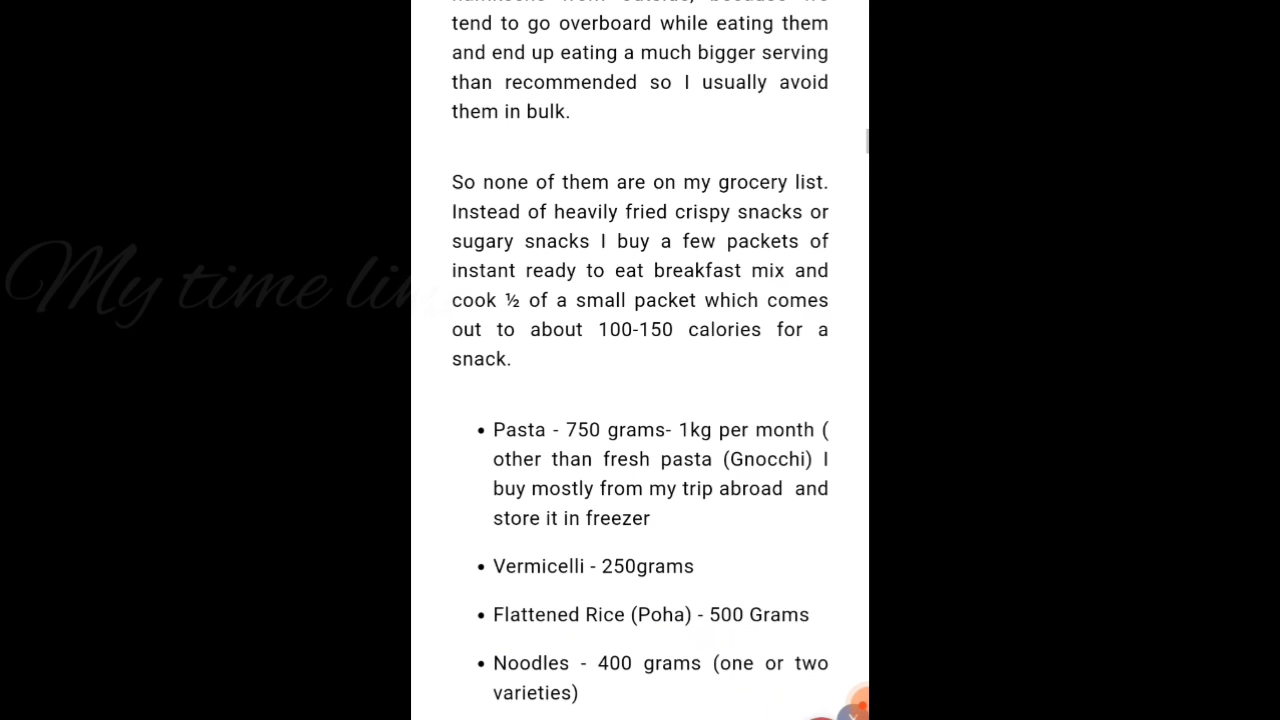 tend to go overboard while eating them
and end up eating a much bigger serving
than recommended so I usually avoid
them in bulk.
So none of them are on my grocery list.
Instead of heavily fried crispy snacks or
sugary snacks I buy a few packets of
instant ready to eat breakfast mix and
cook ½ of a small packet which comes
out to about 100-150 calories for a
snack.
My time lin
• Pasta - 750 grams- 1kg per month (
other than fresh pasta (Gnocchi) I
buy mostly from my trip abroad and
store it in freezer
• Vermicelli - 250grams
• Flattened Rice (Poha) - 500 Grams
• Noodles - 400 grams (one or two
varieties)